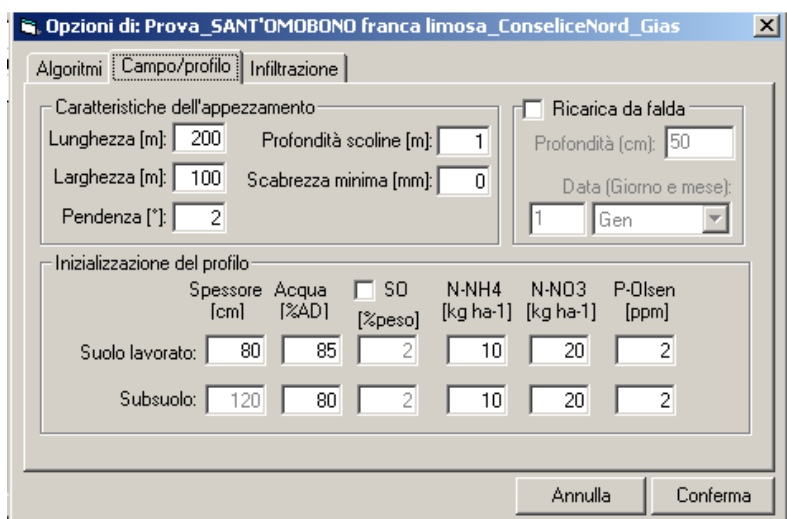 Opzioni di: Prova_SANT'OMOBONO franca limosa_ConseliceNord_Gias
Algoritmi Campo/profilo Infiltrazione
Caratteristiche dell'appezzamento
Lunghezza [m]: 200 Profondità scoline [m]: 1
Larghezza [m]: 100 Scabrezza minima [mm]: 0
Pendenza [°]: 2
Ricarica da falda
Profondità (cm): 50
Data (Giorno e mese):
1 Gen
Inizializzazione del profilo
Spessore Acqua SO N-NH4 N-NO3 P-Olsen
[cm] [%AD] [%peso] [kg ha-1] [kg ha-1] [ppm]
Suolo lavorato: 80 85 2 10 20 2
Subsuolo: 120 80 2 10 20 2
Annulla Conferma